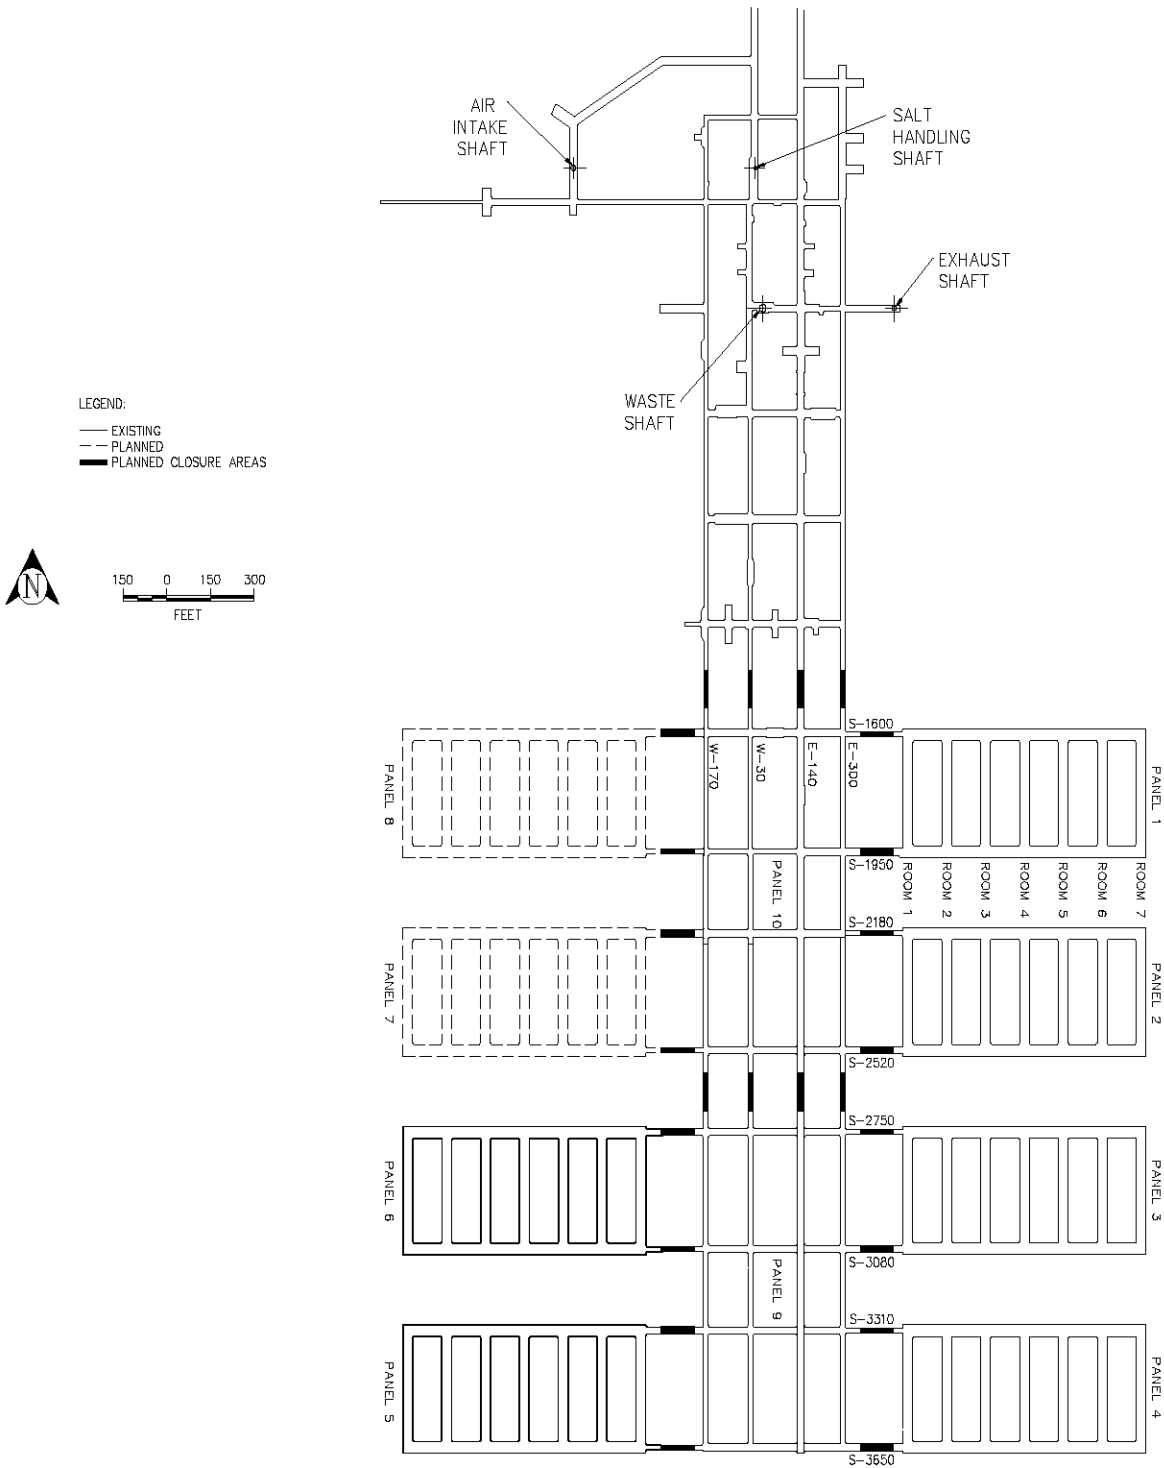 AIR
INTAKE
SHAFT
SALT
HANDLING
SHAFT
EXHAUST
SHAFT
WASTE
SHAFT
LEGEND:
EXISTING
PLANNED
PLANNED CLOSURE AREAS
N
150 0 150 300
FEET
S-1600
W-170
W-30
E-140
E-300
PANEL 8
PANEL 1
S-1950
PANEL 10
ROOM 1
ROOM 2
ROOM 3
ROOM 4
ROOM 5
ROOM 6
ROOM 7
S-2180
PANEL 7
PANEL 2
S-2520
S-2750
PANEL 6
PANEL 3
S-3080
PANEL 9
S-3310
PANEL 5
PANEL 4
S-3650